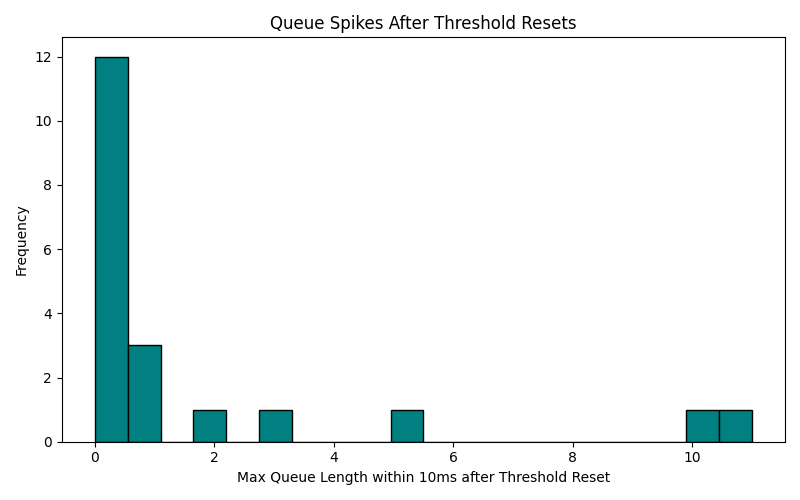 Queue Spikes After Threshold Resets
12
10
8
6
4
2
0
Frequency
0 2 4 6 8 10
Max Queue Length within 10ms after Threshold Reset